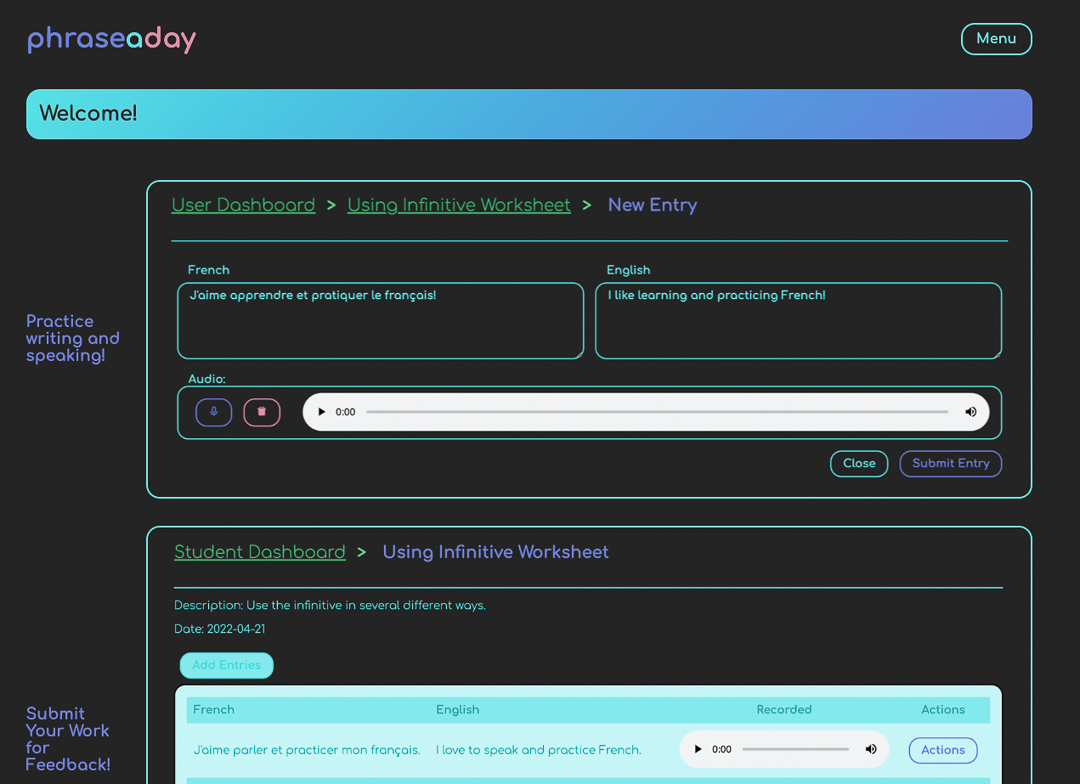 phraseaday
Menu
Welcome!
Practice
writing and
speaking!
User Dashboard > Using Infinitive Worksheet > New Entry
French
English
J'aime apprendre et pratiquer le français!
I like learning and practicing French!
Audio:
0:00
Close
Submit Entry
Submit
Your Work
for
Feedback!
Student Dashboard > Using Infinitive Worksheet
Description: Use the infinitive in several different ways.
Date: 2022-04-21
Add Entries
French English Recorded Actions
J'aime parler et practicer mon français. I love to speak and practice French. 0:00 Actions